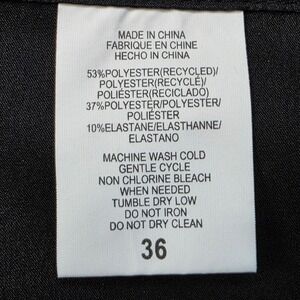 MADE IN CHINA
FABRIQUE EN CHINE
HECHO EN CHINA
53%POLYESTER(RECYCLED)/
POLYESTER(RECYCLÉ)/
POLIÉSTER(RECICLADO)
37%POLYESTER/POLYESTER/
POLIÉSTER
10%ELASTANE/ELASTHANNE/
ELASTANO
MACHINE WASH COLD
GENTLE CYCLE
NON CHLORINE BLEACH
WHEN NEEDED
TUMBLE DRY LOW
DO NOT IRON
DO NOT DRY CLEAN
36